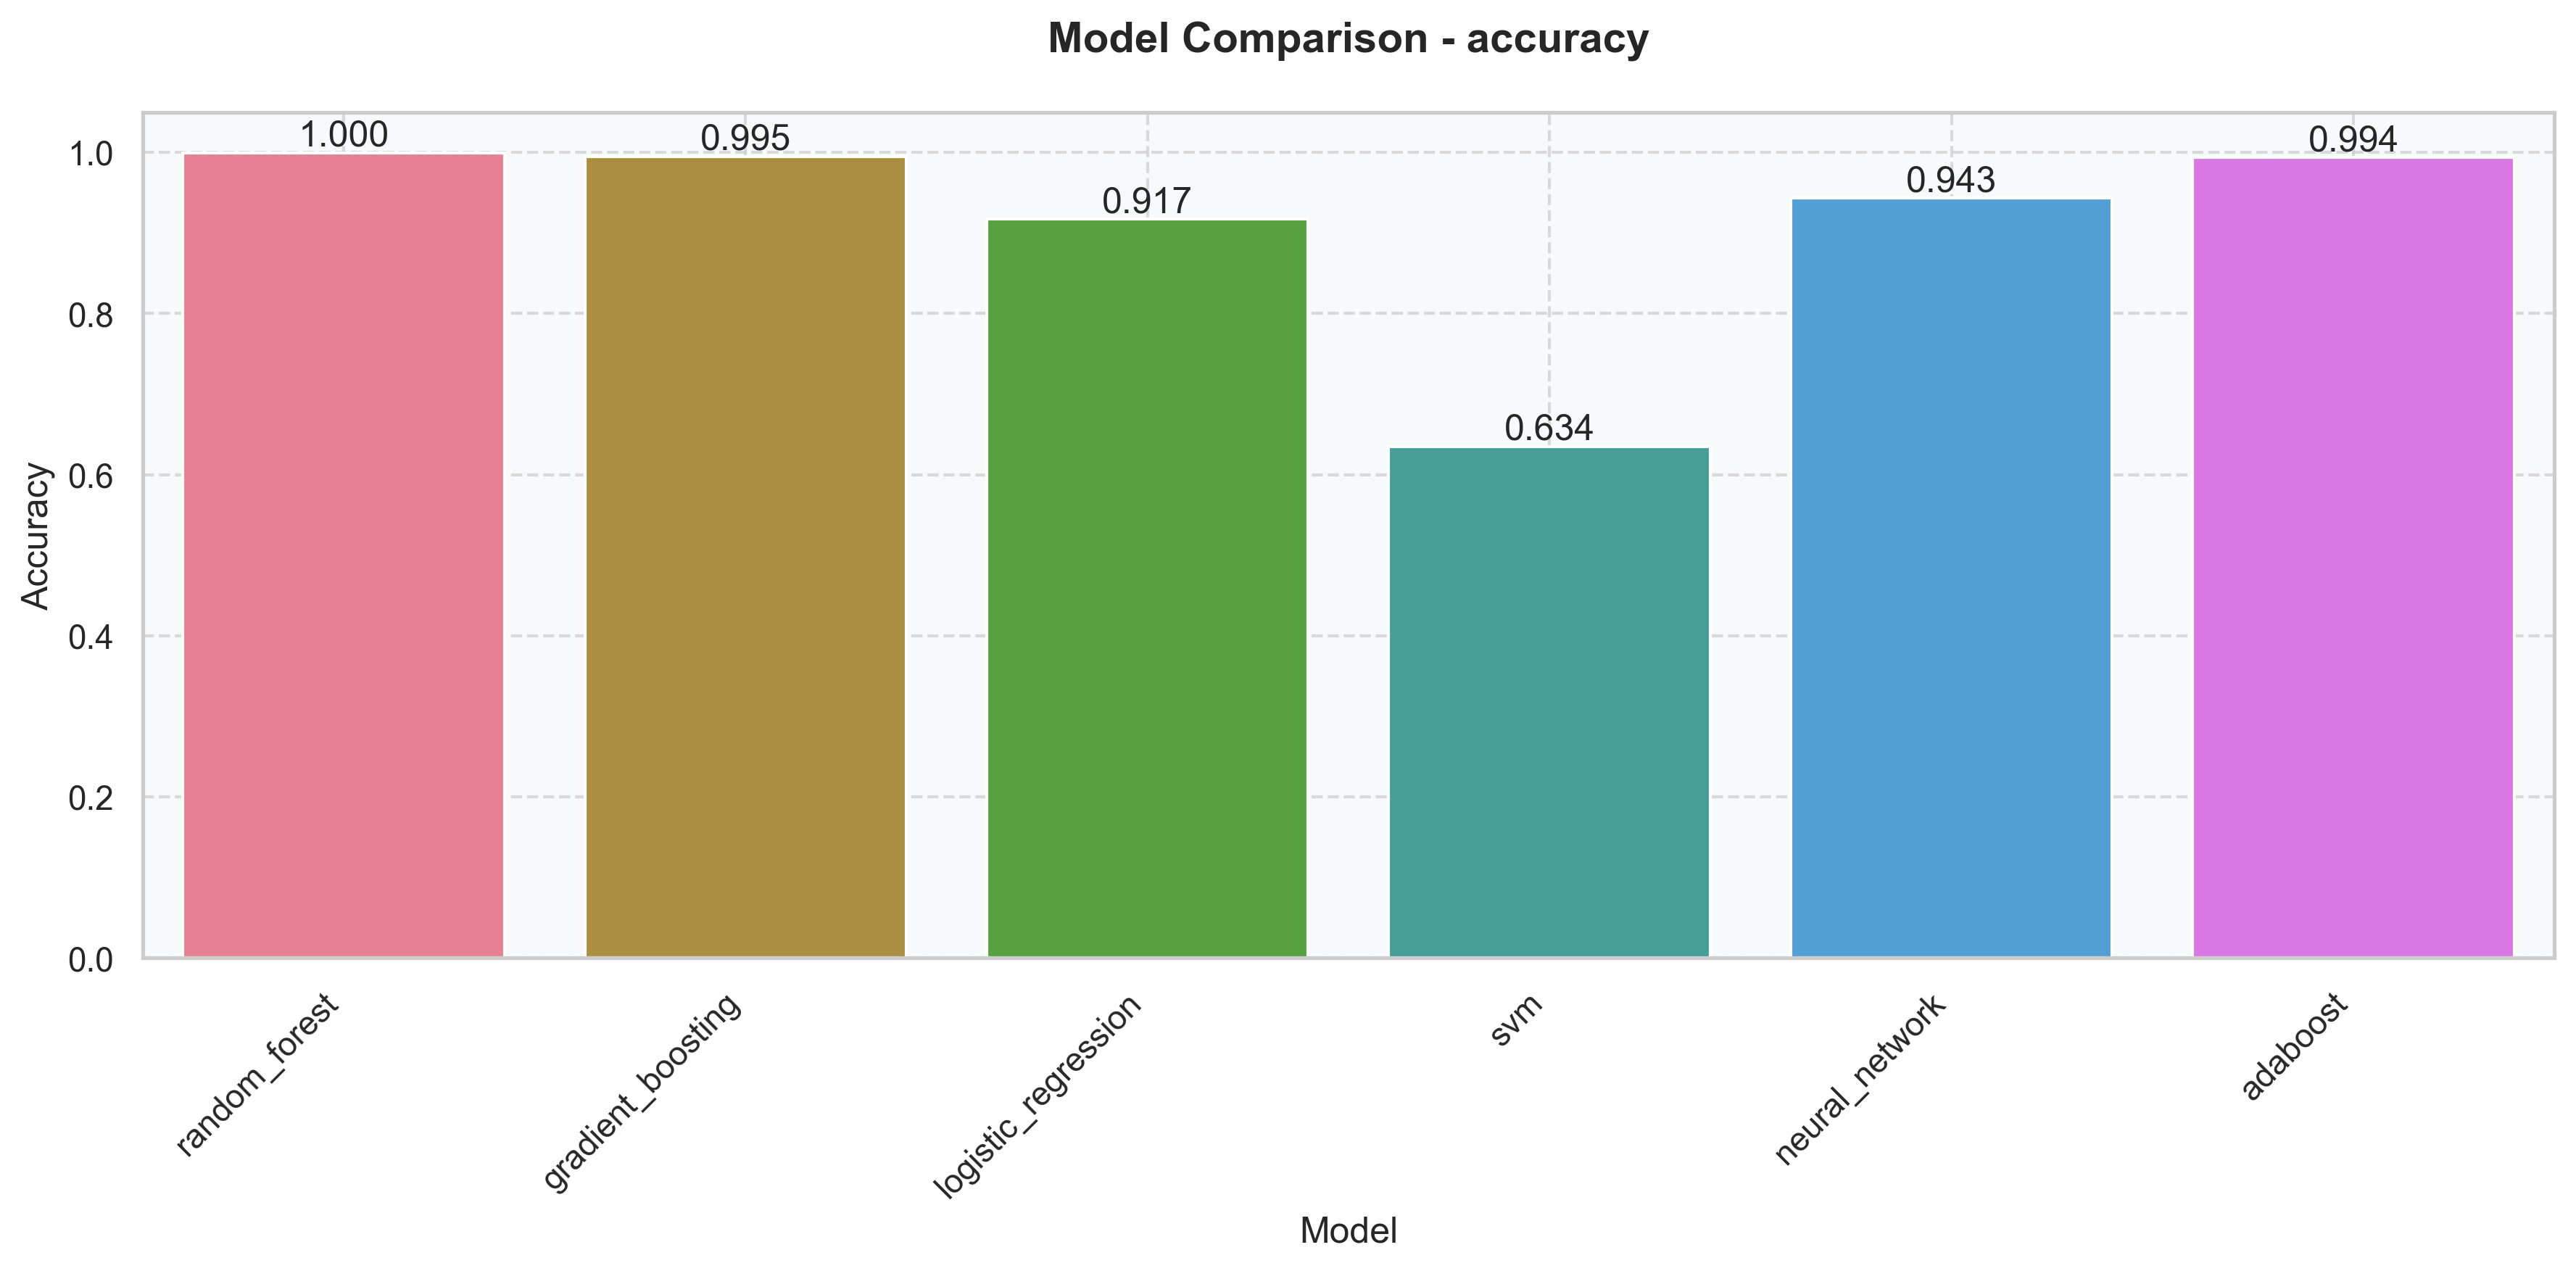 Model Comparison - accuracy
1.000
0.995
0.917
0.634
0.943
0.994
1.0
0.8
0.6
0.4
0.2
0.0
Accuracy
random_forest
gradient_boosting
logistic_regression
svm
neural_network
adaboost
Model